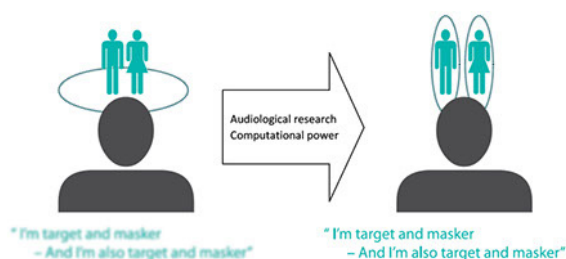 Audiological research
Computational power
“ I’m target and masker
– And I’m also target and masker”
“ I’m target and masker
– And I’m also target and masker”